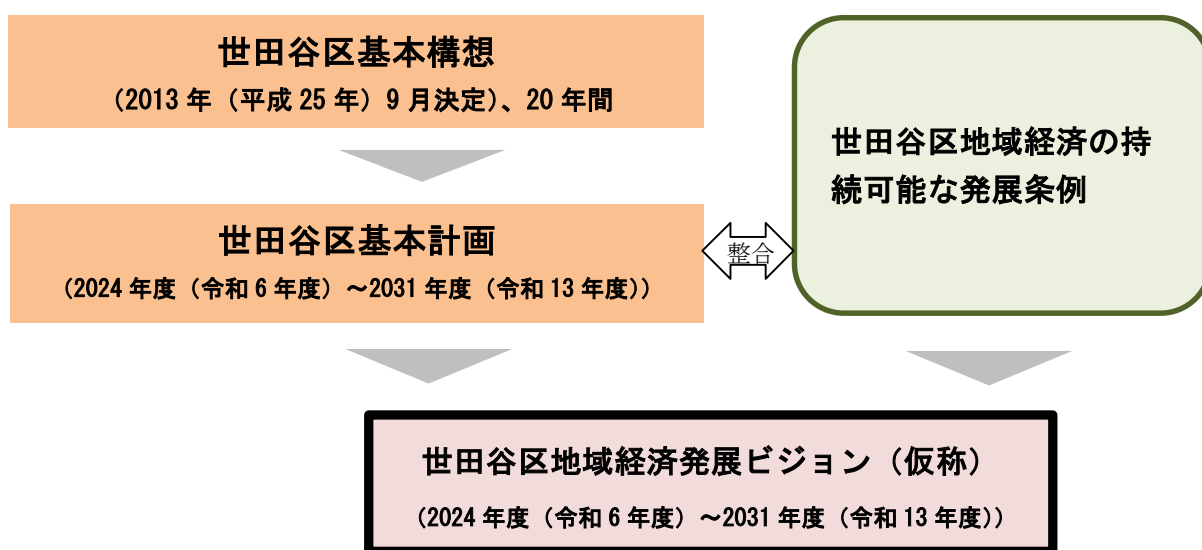 世田谷区基本構想
（2013 年（平成 25 年）9 月決定）、20 年間
世田谷区基本計画
（2024 年度（令和 6 年度）～2031 年度（令和 13 年度））
整合
世田谷区地域経済の持
続可能な発展条例
世田谷区地域経済発展ビジョン（仮称）
（2024 年度（令和 6 年度）～2031 年度（令和 13 年度））